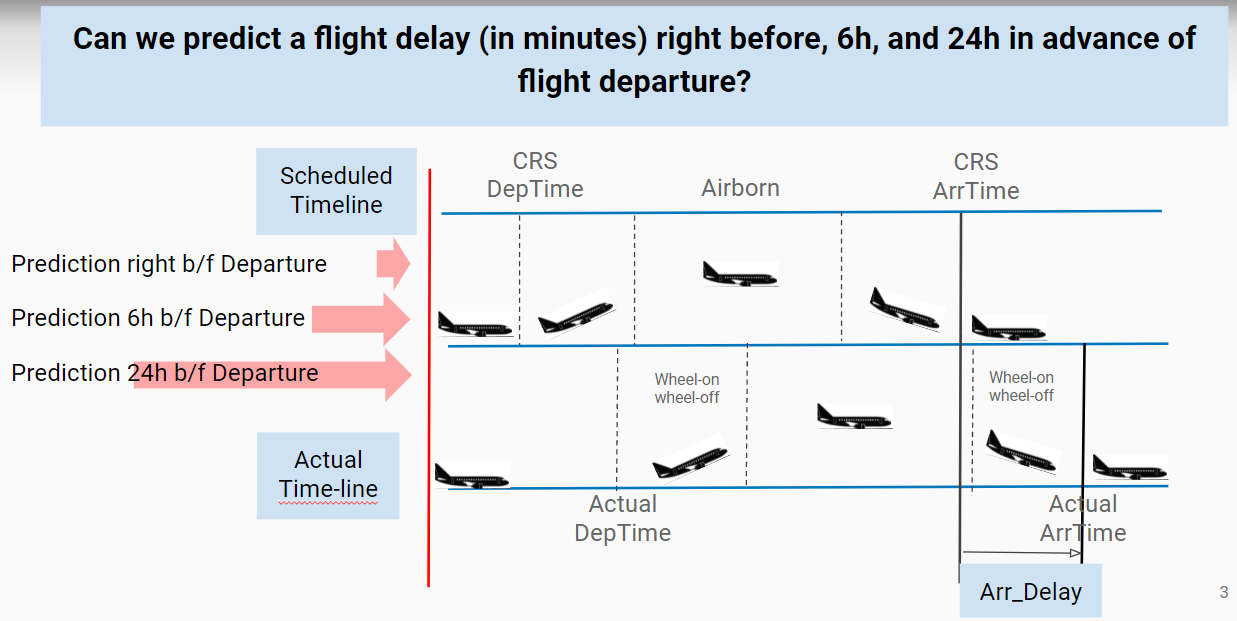 Can we predict a flight delay (in minutes) right before, 6h, and 24h in advance of
flight departure?
Scheduled
Timeline
CRS
DepTime
Airborn
CRS
ArrTime
Prediction right b/f Departure
Prediction 6h b/f Departure
Prediction 24h b/f Departure
Wheel-on
wheel-off
Wheel-on
wheel-off
Actual
Time-line
Actual
DepTime
Actual
ArrTime
Arr_Delay
3